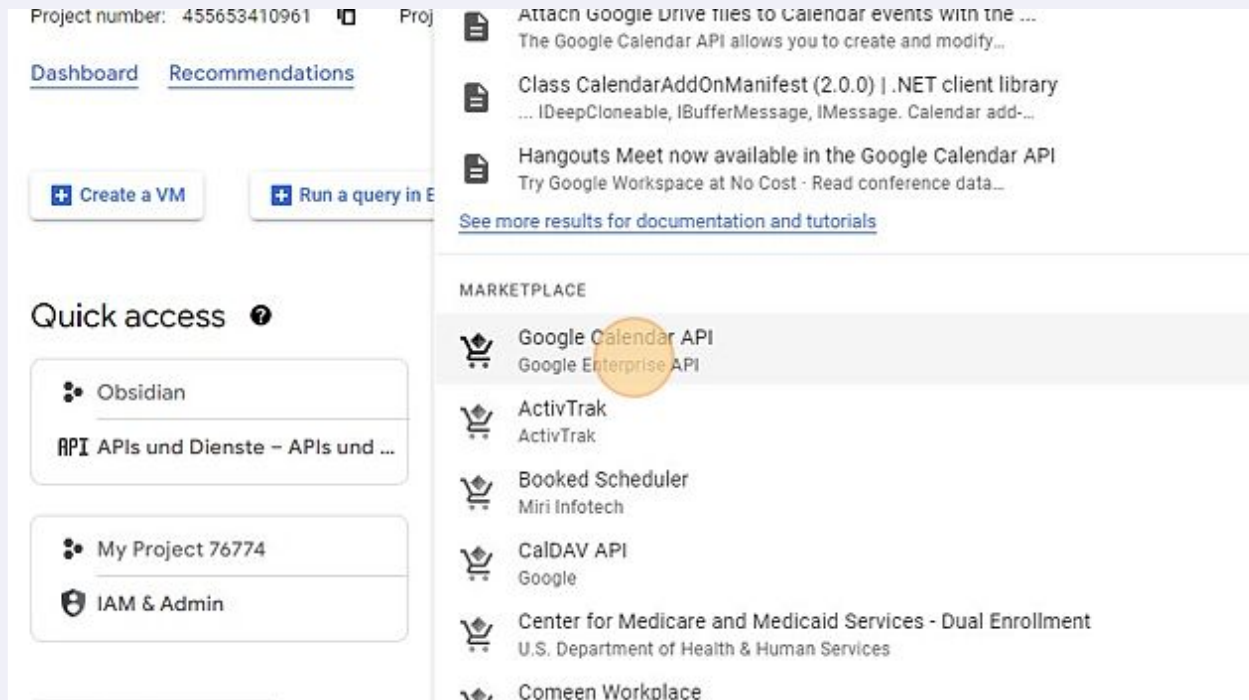 Project number: 455653410961 Proj
Dashboard Recommendations
Create a VM
Run a query in B
Quick access
Obsidian
API APIs und Dienste – APIs und ...
My Project 76774
IAM & Admin
Attach Google Drive files to Calendar events with the ...
The Google Calendar API allows you to create and modify...
Class CalendarAddOnManifest (2.0.0) | .NET client library
... IDeepCloneable, IBufferMessage, IMessage. Calendar add-...
Hangouts Meet now available in the Google Calendar API
Try Google Workspace at No Cost · Read conference data...
See more results for documentation and tutorials
MARKETPLACE
Google Calendar API
Google Enterprise API
ActivTrak
ActivTrak
Booked Scheduler
Miri Infotech
CalDAV API
Google
Center for Medicare and Medicaid Services - Dual Enrollment
U.S. Department of Health & Human Services
Comeen Workplace